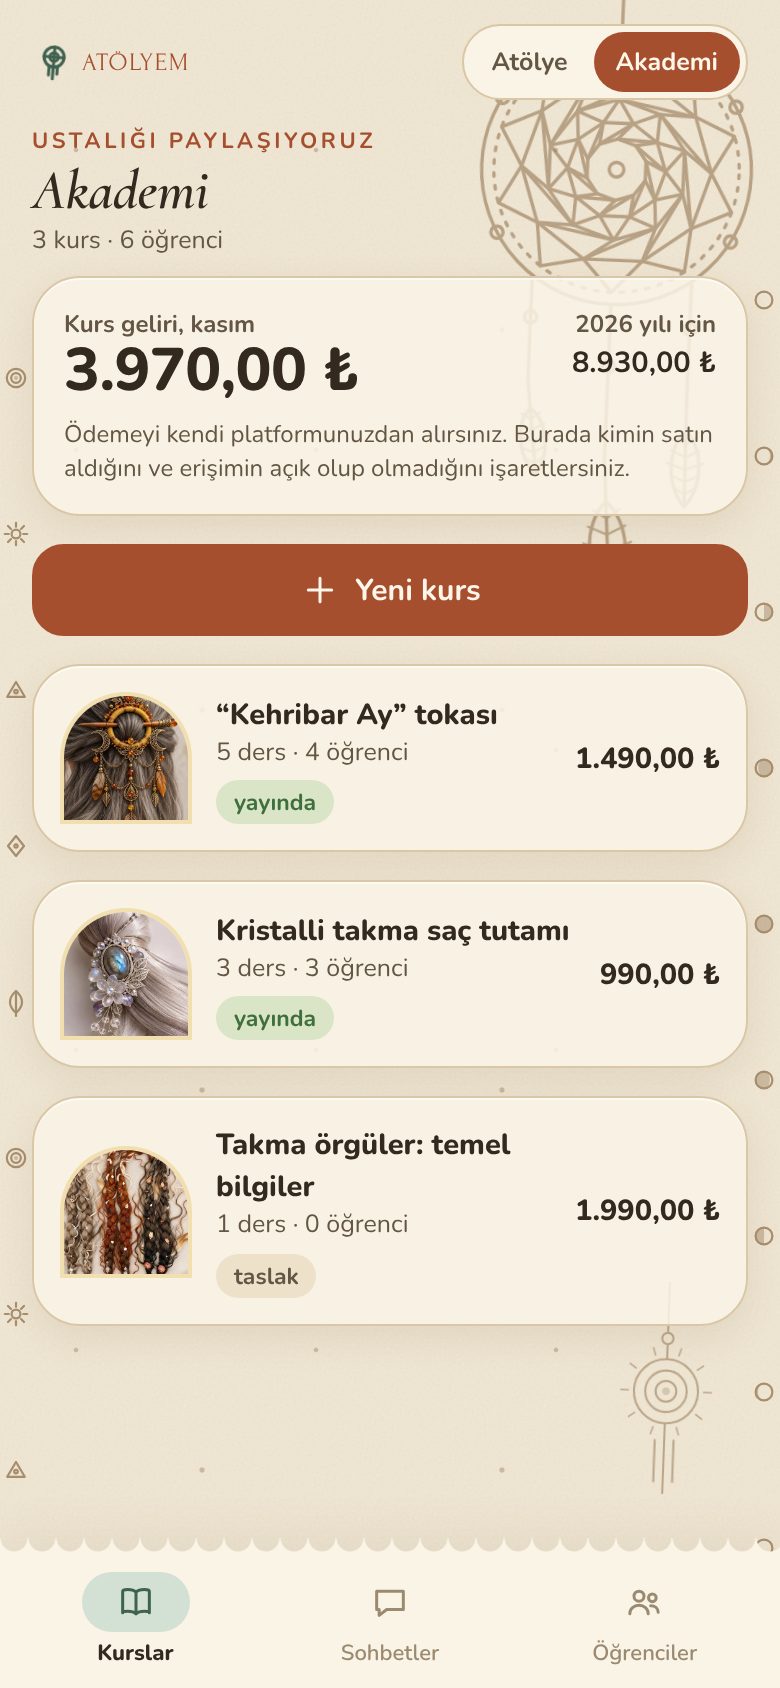 ATÖLYEM
Atölye
Akademi
USTALIĞI PAYLAŞIYORUZ
Akademi
3 kurs · 6 öğrenci
Kurs geliri, kasım
3.970,00 ₺
2026 yılı için
8.930,00 ₺
Ödemeyi kendi platformunuzdan alırsınız. Burada kimin satın
aldığını ve erişimin açık olup olmadığını işaretlersiniz.
Yeni kurs
“Kehribar Ay” tokası
5 ders · 4 öğrenci
yayında
1.490,00 ₺
Kristalli takma saç tutamı
3 ders · 3 öğrenci
yayında
990,00 ₺
Takma örgüler: temel
bilgiler
1 ders · 0 öğrenci
taslak
1.990,00 ₺
Kurslar
Sohbetler
Öğrenciler